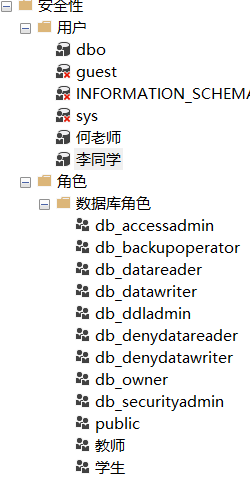 安全性
用户
dbo
guest
INFORMATION_SCHEMA
sys
何老师
李同学
角色
数据库角色
db_accessadmin
db_backupoperator
db_datareader
db_datawriter
db_ddladmin
db_denydatareader
db_denydatawriter
db_owner
db_securityadmin
public
教师
学生